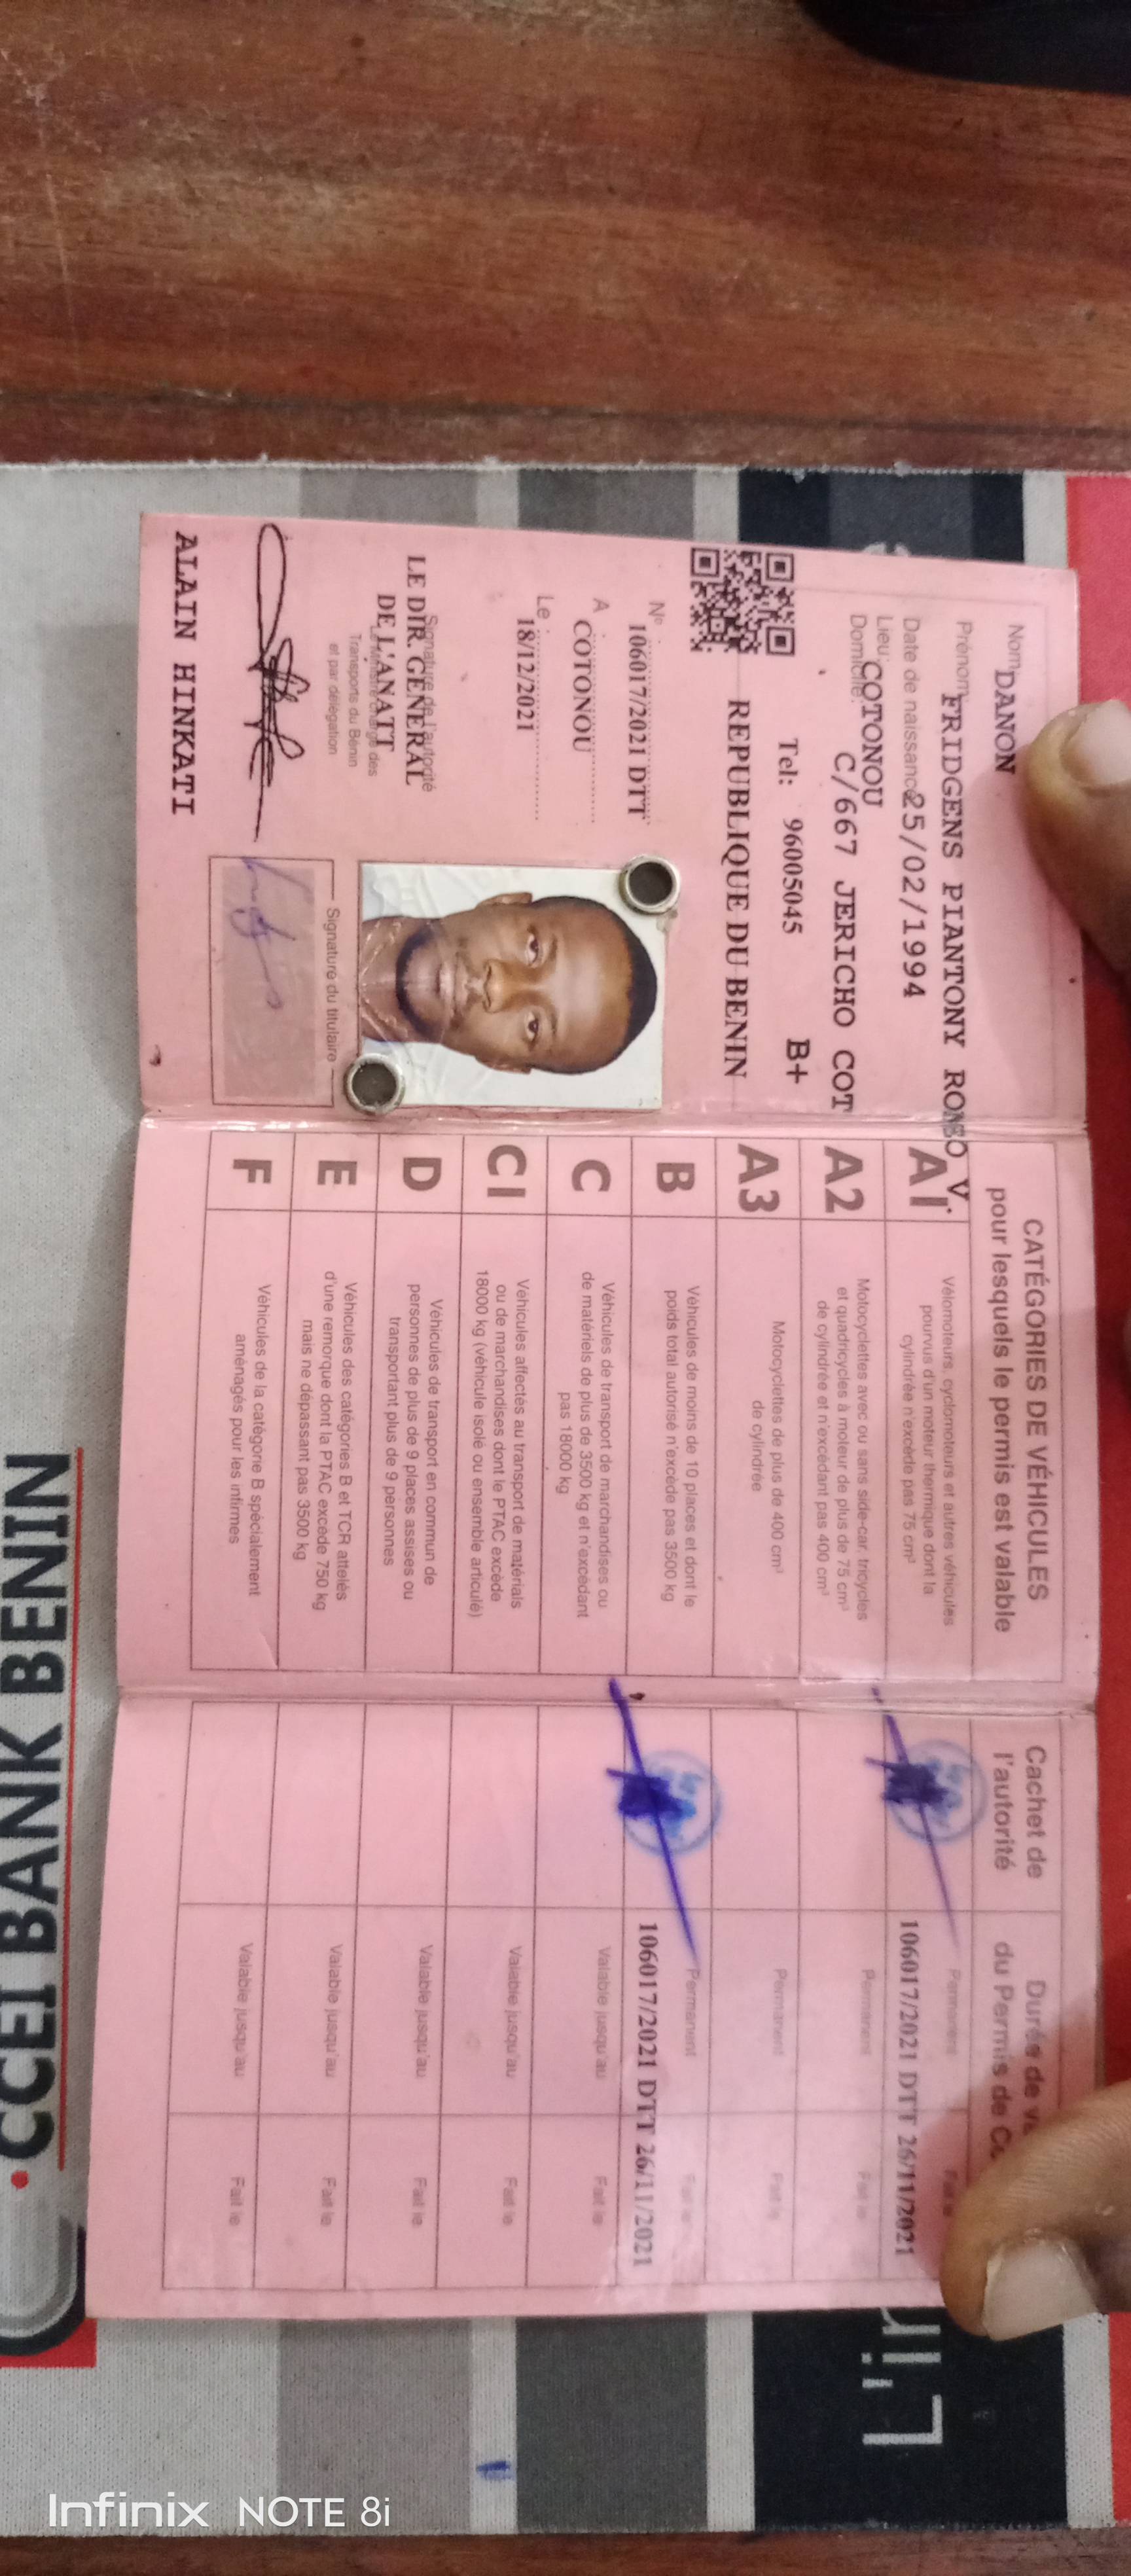 Nom DANON
Prénom FRIDGENS PIANTONY ROMEO V.
Date de naissance 25/02/1994
Lieu: COTONOU
Domicile: C/667 JERICHO COT
Tel: 96005045 B+
REPUBLIQUE DU BENIN
N° 106017/2021 DTT
A COTONOU
Le : 18/12/2021
Signature de l'autorité
LE DIR. GENERAL
DE L'ANATT
Transports du Bénin
et par délégation
ALAIN HINKATI
Signature du titulaire
CATÉGORIES DE VÉHICULES
pour lesquels le permis est valable
A1
Vélomoteurs, cyclomoteurs et autres véhicules
pourvus d'un moteur thermique dont la
cylindrée n'excède pas 75 cm³
A2
Motocyclettes avec ou sans side-car, tricycles
et quadricycles à moteur de plus de 75 cm³
de cylindrée et n'excédant pas 400 cm³
A3
Motocyclettes de plus de 400 cm³
de cylindrée
B
Véhicules de moins de 10 places et dont le
poids total autorisé n'excède pas 3500 kg
C
Véhicules de transport de marchandises ou
de matériels de plus de 3500 kg et n'excédant
pas 18000 kg
C1
Véhicules affectés au transport de matérials
ou de marchandises dont le PTAC excède
18000 kg (véhicule isolé ou ensemble articulé)
D
Véhicules de transport en commun de
personnes de plus de 9 places assises ou
transportant plus de 9 personnes
E
Véhicules des catégories B et TCR attelés
d'une remorque dont la PTAC excède 750 kg
mais ne dépassant pas 3500 kg
F
Véhicules de la catégorie B spécialement
aménagés pour les infirmes
Cachet de
l'autorité
Durée de
du Permis de
Permanent Fait le
106017/2021 DTT 26/11/2021
Permanent Fait le
Permanent Fait le
Permanent Fait le
106017/2021 DTT 26/11/2021
Valable jusqu'au Fait le
Valable jusqu'au Fait le
Valable jusqu'au Fait le
Valable jusqu'au Fait le
Valable jusqu'au Fait le
CCEI BANK BENIN
Infinix NOTE 8i